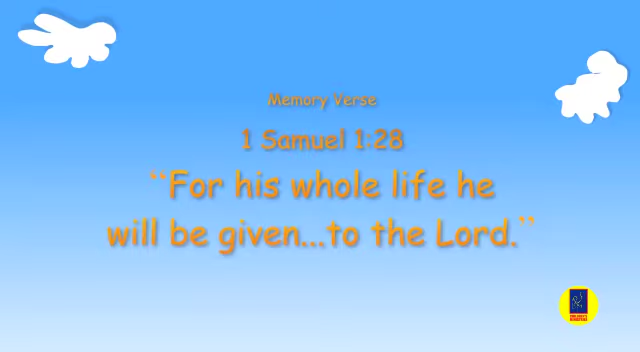 Memory Verse
1 Samuel 1:28
“For his whole life he
will be given...to the Lord.”